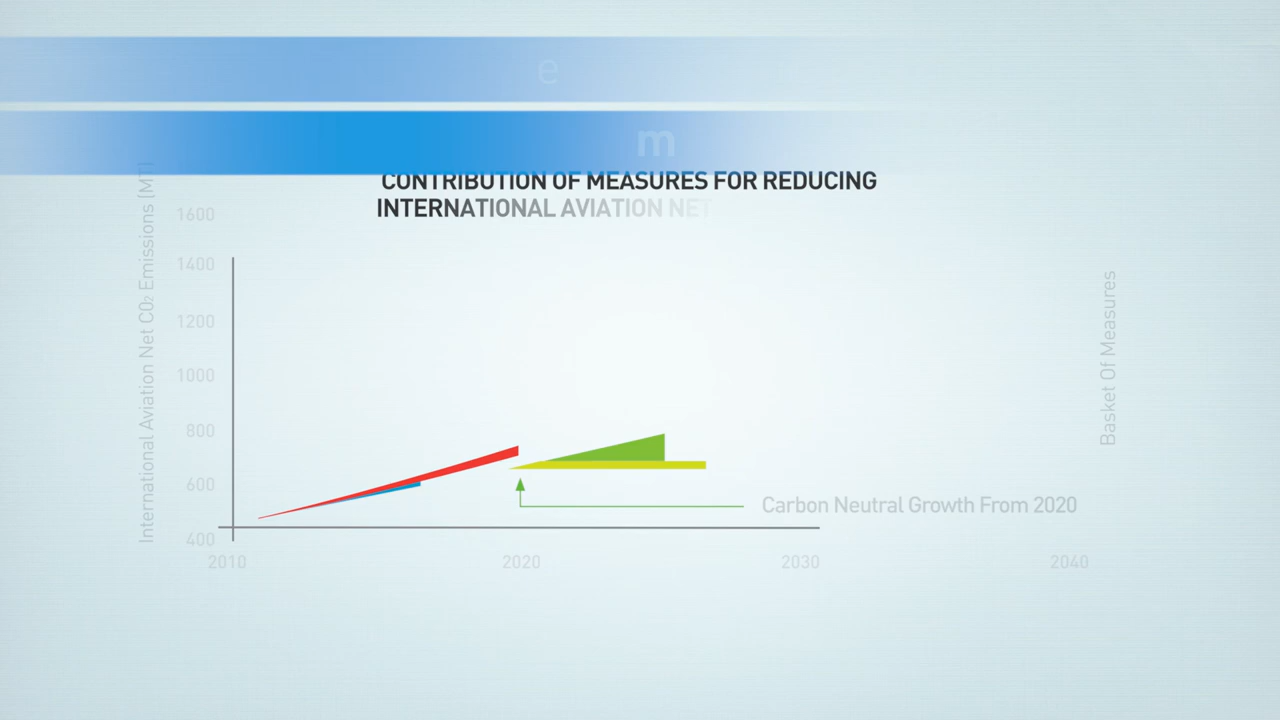 e
m
CONTRIBUTION OF MEASURES FOR REDUCING
INTERNATIONAL AVIATION NET
International Aviation Net CO2 Emissions (MT)
1600
1400
1200
1000
800
600
400
2010
2020
2030
2040
Carbon Neutral Growth From 2020
Basket Of Measures